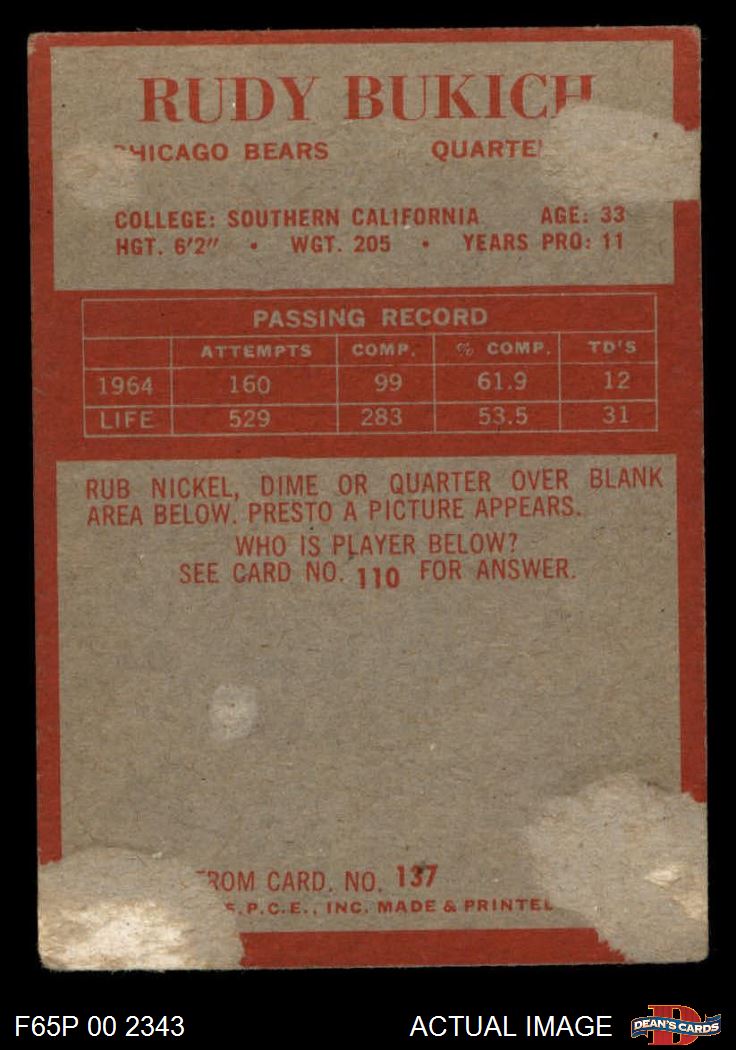 RUDY BUKICH
CHICAGO BEARS QUARTE
COLLEGE: SOUTHERN CALIFORNIA AGE: 33
HGT. 6'2" • WGT. 205 • YEARS PRO: 11
PASSING RECORD
ATTEMPTS COMP. % COMP. TD'S
1964 160 99 61.9 12
LIFE 529 283 53.5 31
RUB NICKEL, DIME OR QUARTER OVER BLANK
AREA BELOW. PRESTO A PICTURE APPEARS.
WHO IS PLAYER BELOW?
SEE CARD NO. 110 FOR ANSWER.
FROM CARD. NO. 137
P.C.E., INC. MADE & PRINTED
F65P 00 2343 ACTUAL IMAGE DEAN'S CARDS